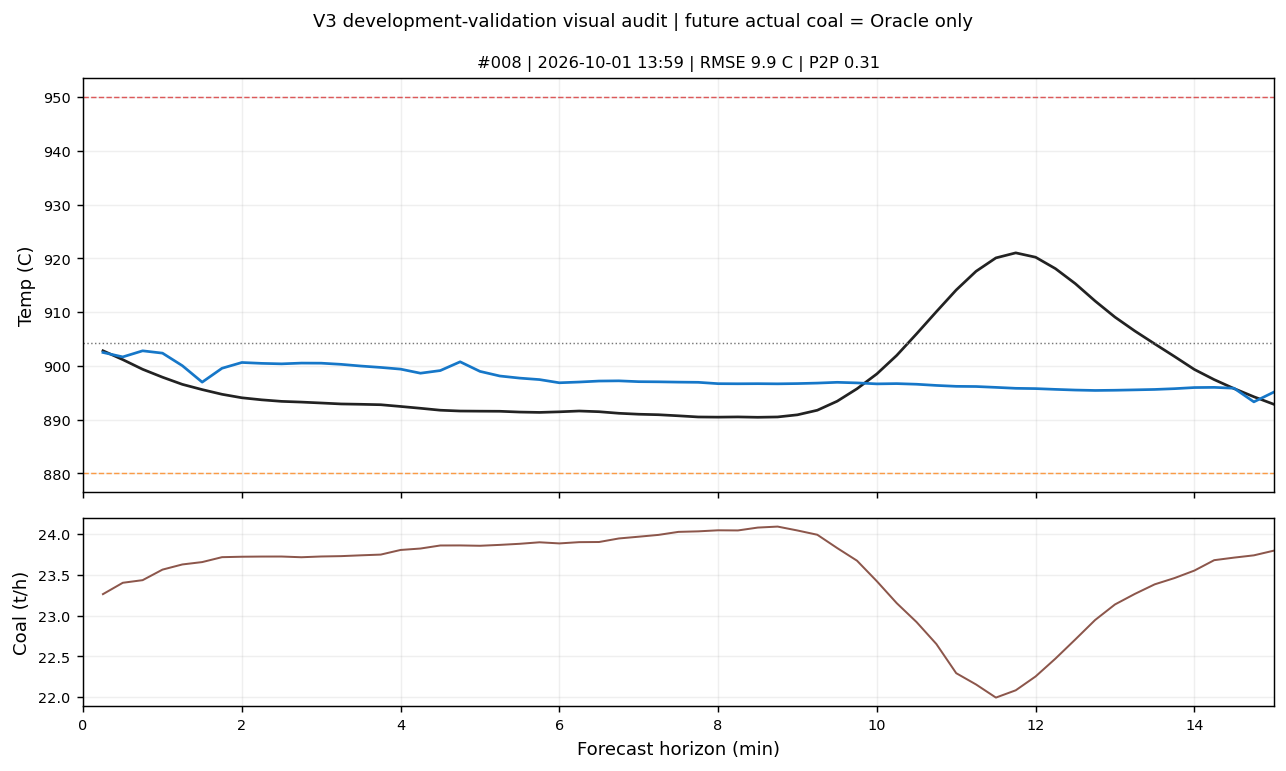 V3 development-validation visual audit | future actual coal = Oracle only
#008 | 2026-10-01 13:59 | RMSE 9.9 C | P2P 0.31
950
940
930
920
910
900
890
880
Temp (C)
24.0
23.5
23.0
22.5
22.0
Coal (t/h)
0 2 4 6 8 10 12 14
Forecast horizon (min)